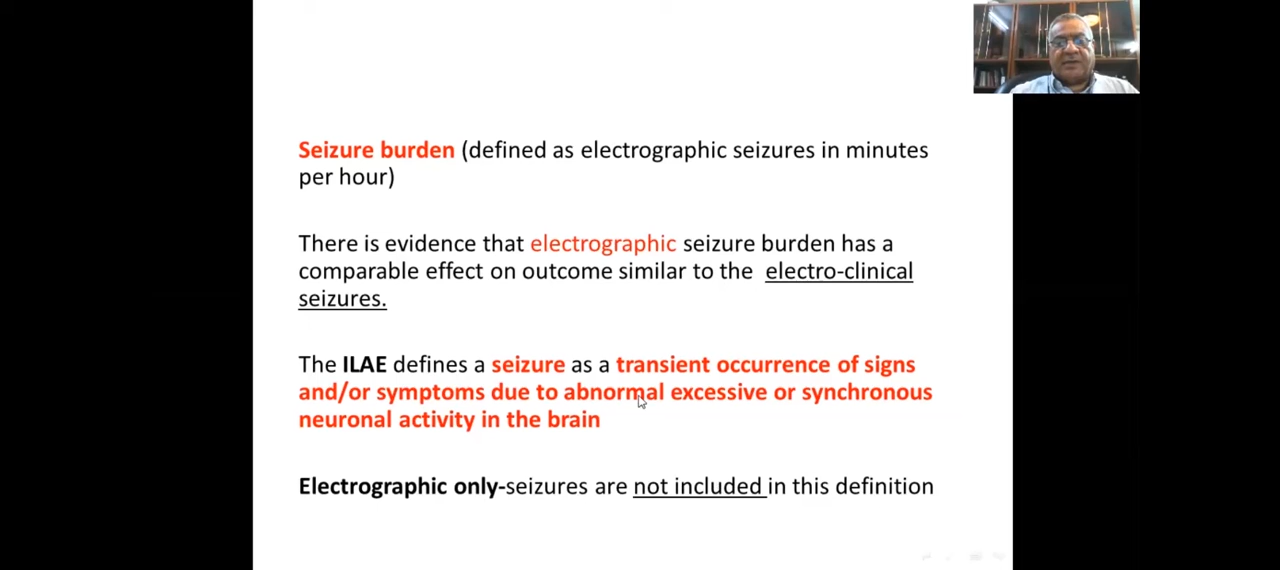 Seizure burden (defined as electrographic seizures in minutes
per hour)
There is evidence that electrographic seizure burden has a
comparable effect on outcome similar to the electro-clinical
seizures.
The ILAE defines a seizure as a transient occurrence of signs
and/or symptoms due to abnormal excessive or synchronous
neuronal activity in the brain
Electrographic only-seizures are not included in this definition